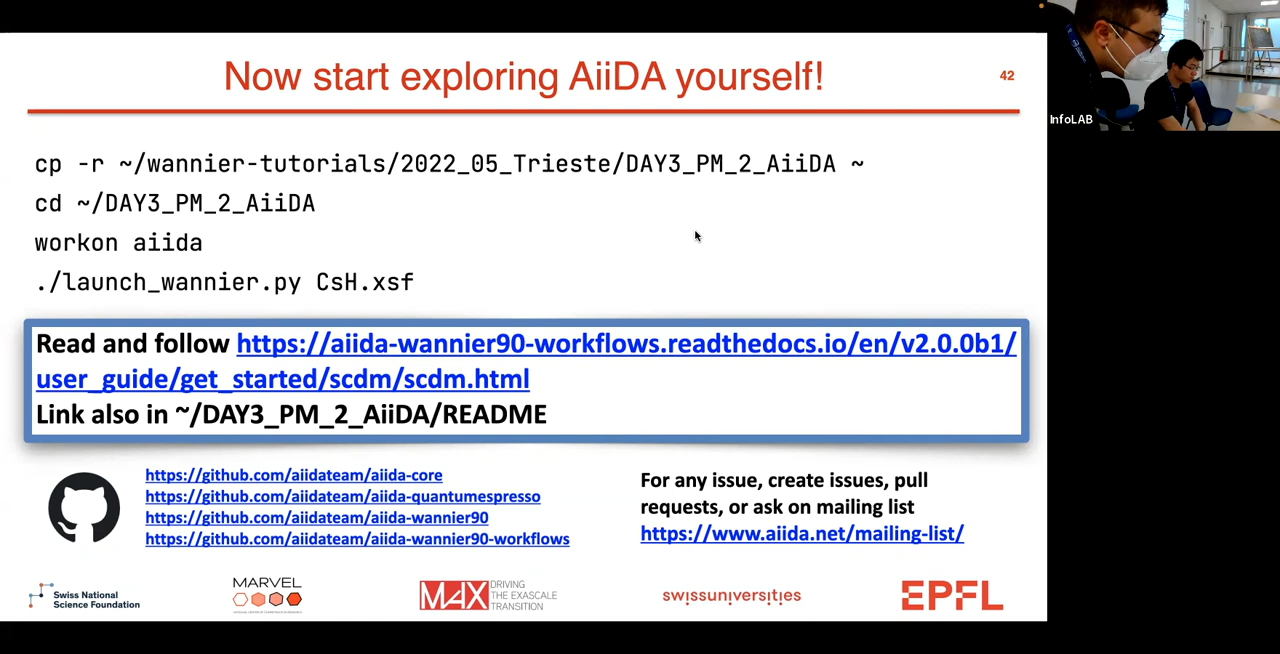 Now start exploring AiiDA yourself!
42
InfoLAB
cp -r ~/wannier-tutorials/2022_05_Trieste/DAY3_PM_2_AiiDA ~
cd ~/DAY3_PM_2_AiiDA
workon aiida
./launch_wannier.py CsH.xsf
Read and follow https://aiida-wannier90-workflows.readthedocs.io/en/v2.0.0b1/
user_guide/get_started/scdm/scdm.html
Link also in ~/DAY3_PM_2_AiiDA/README
https://github.com/aiidateam/aiida-core
https://github.com/aiidateam/aiida-quantumespresso
https://github.com/aiidateam/aiida-wannier90
https://github.com/aiidateam/aiida-wannier90-workflows
For any issue, create issues, pull
requests, or ask on mailing list
https://www.aiida.net/mailing-list/
Swiss National
Science Foundation
MARVEL
MAX
DRIVING
THE EXASCALE
TRANSITION
swissuniversities
EPFL